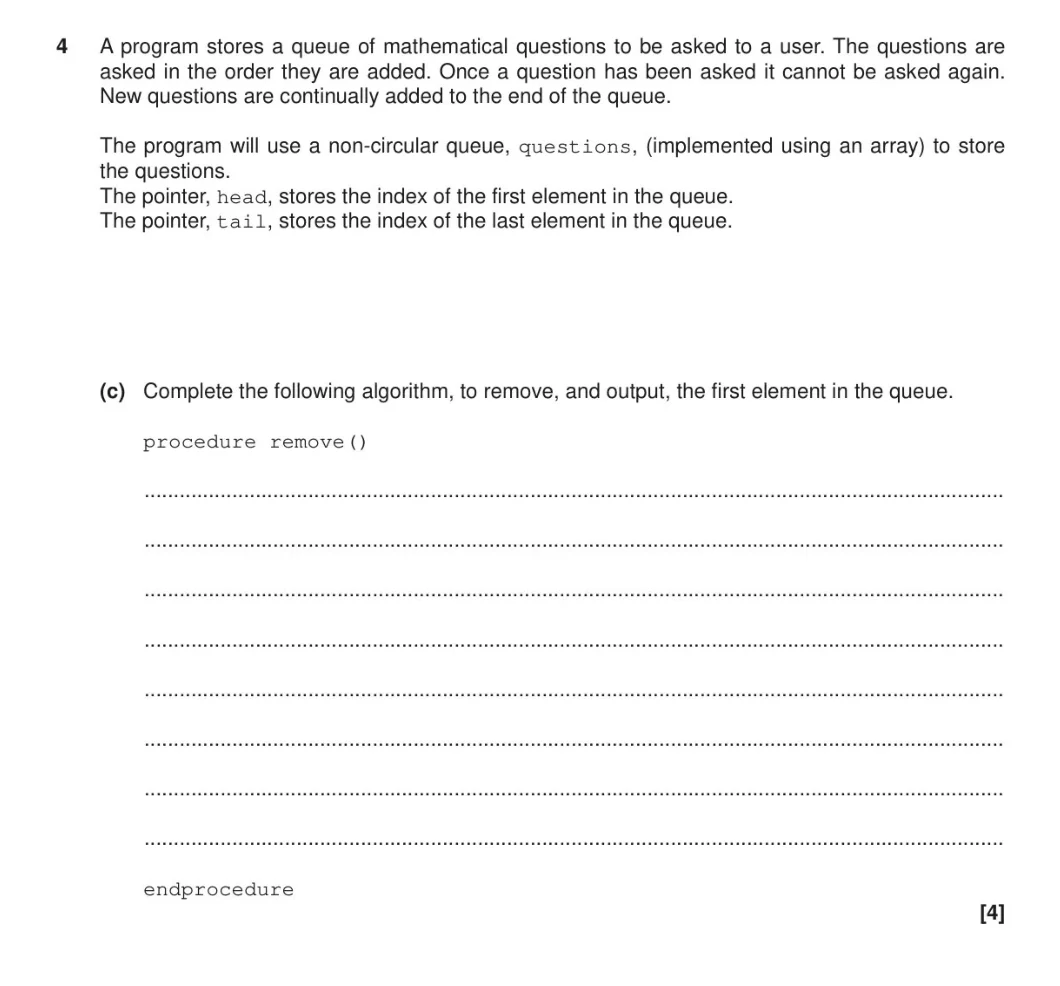 4 A program stores a queue of mathematical questions to be asked to a user. The questions are
asked in the order they are added. Once a question has been asked it cannot be asked again.
New questions are continually added to the end of the queue.
The program will use a non-circular queue, questions, (implemented using an array) to store
the questions.
The pointer, head, stores the index of the first element in the queue.
The pointer, tail, stores the index of the last element in the queue.
(c) Complete the following algorithm, to remove, and output, the first element in the queue.
procedure remove()
endprocedure
[4]